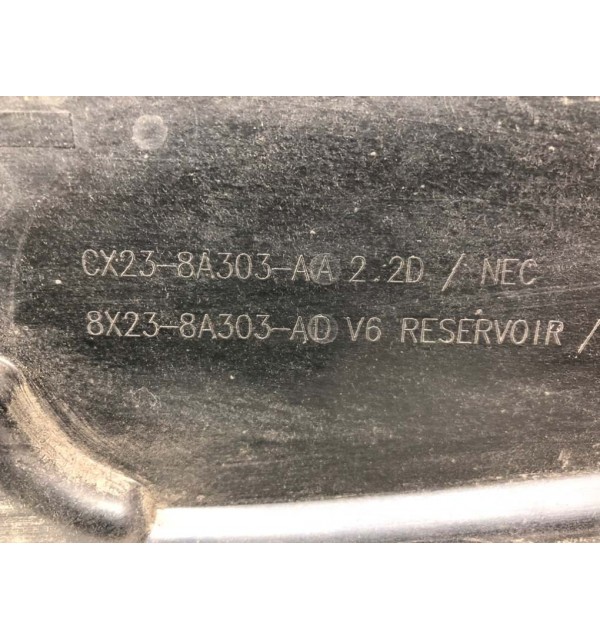 CX23-8A303-AA 2.2D / NEC
8X23-8A303-AD V6 RESERVOIR /